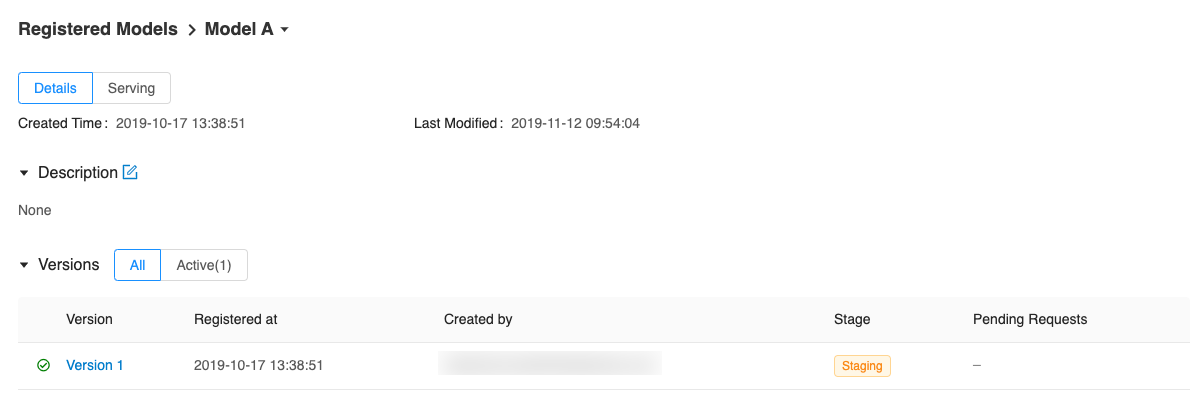 Registered Models > Model A
Details Serving
Created Time : 2019-10-17 13:38:51 Last Modified : 2019-11-12 09:54:04
Description
None
Versions All Active(1)
Version Registered at Created by Stage Pending Requests
Version 1 2019-10-17 13:38:51 Staging –